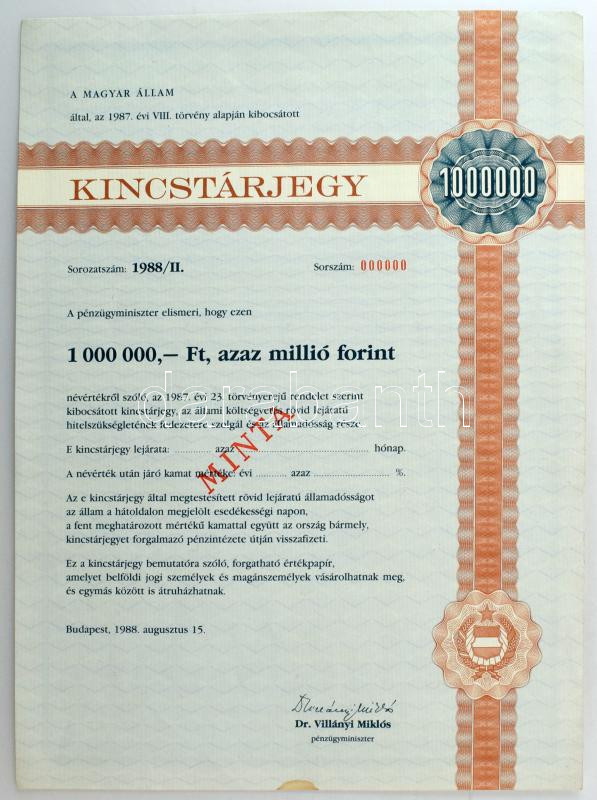 A MAGYAR ÁLLAM
által, az 1987. évi VIII. törvény alapján kibocsátott
KINCSTÁRJEGY
1000000
Sorozatszám: 1988/II.
Sorszám: 000000
A pénzügyminiszter elismeri, hogy ezen
1 000 000,— Ft, azaz millió forint
névértékről szóló, az 1987. évi 23. törvényerejű rendelet szerint
kibocsátott kincstárjegy, az állami költségvetés rövid lejáratú
hitelszükségletének fedezetére szolgál és az államadósság része.
E kincstárjegy lejárata: ............ azaz ................................................ hónap.
A névérték után járó kamat mértéke: évi .......... azaz ............................ %.
MINTA
Az e kincstárjegy által megtestesített rövid lejáratú államadósságot
az állam a hátoldalon megjelölt esedékességi napon,
a fent meghatározott mértékű kamattal együtt az ország bármely,
kincstárjegyet forgalmazó pénzintézete útján visszafizeti.
Ez a kincstárjegy bemutatóra szóló, forgatható értékpapír,
amelyet belföldi jogi személyek és magánszemélyek vásárolhatnak meg,
és egymás között is átruházhatnak.
Budapest, 1988. augusztus 15.
Dr. Villányi Miklós
pénzügyminiszter
darabanth